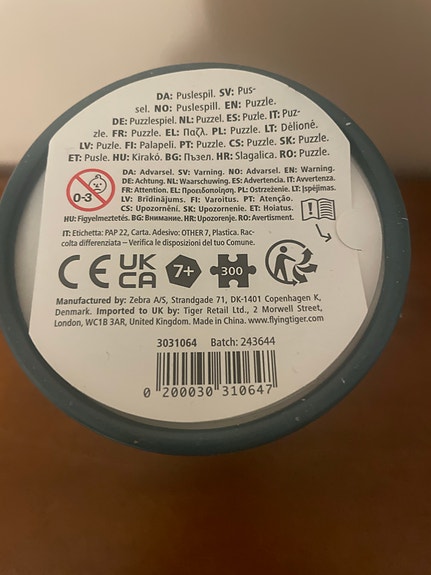 DA: Puslespil. SV: Pus-
sel. NO: Puslespill. EN: Puzzle.
DE: Puzzlespiel. NL: Puzzel. ES: Puzle. IT: Puz-
zle. FR: Puzzle. EL: Παζλ. PL: Puzzle. LT: Dėlionė.
LV: Puzle. FI: Palapeli. PT: Puzzle. CS: Puzzle. SK: Puzzle.
ET: Pusle. HU: Kirakó. BG: Пъзел. HR: Slagalica. RO: Puzzle.
0-3
DA: Advarsel. SV: Varning. NO: Advarsel. EN: Warning.
DE: Achtung. NL: Waarschuwing. ES: Advertencia. IT: Avvertenza.
FR: Attention. EL: Προειδοποίηση. PL: Ostrzeżenie. LT: Įspėjimas.
LV: Brīdinājums. FI: Varoitus. PT: Atenção.
CS: Upozornění. SK: Upozornenie. ET: Hoiatus.
HU: Figyelmeztetés. BG: Внимание. HR: Upozorenje. RO: Avertisment.
IT: Etichetta: PAP 22, Carta. Adesivo: OTHER 7, Plastica. Rac-
colta differenziata – Verifica le disposizioni del tuo Comune.
CE UK CA 7+ 300
Manufactured by: Zebra A/S, Strandgade 71, DK-1401 Copenhagen K,
Denmark. Imported to UK by: Tiger Retail Ltd., 2 Morwell Street,
London, WC1B 3AR, United Kingdom. Made in China. www.flyingtiger.com
3031064 Batch: 243644
0 200030 310647